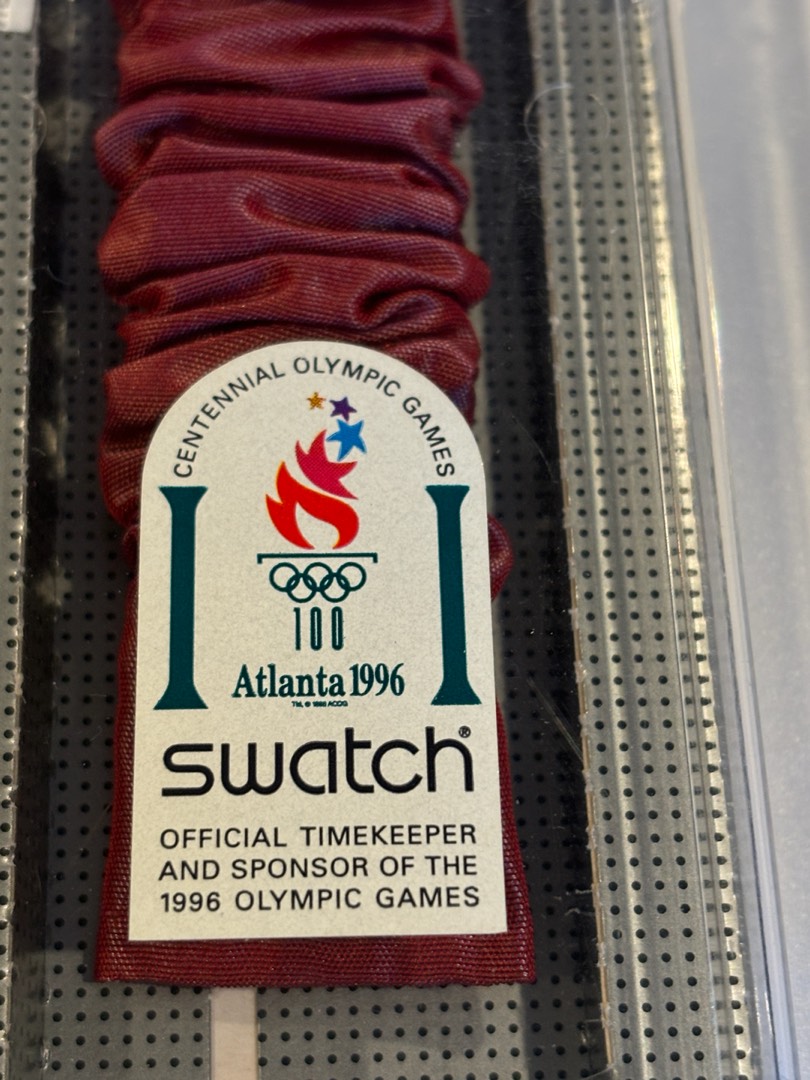 CENTENNIAL OLYMPIC GAMES
100
Atlanta 1996
swatch®
OFFICIAL TIMEKEEPER
AND SPONSOR OF THE
1996 OLYMPIC GAMES